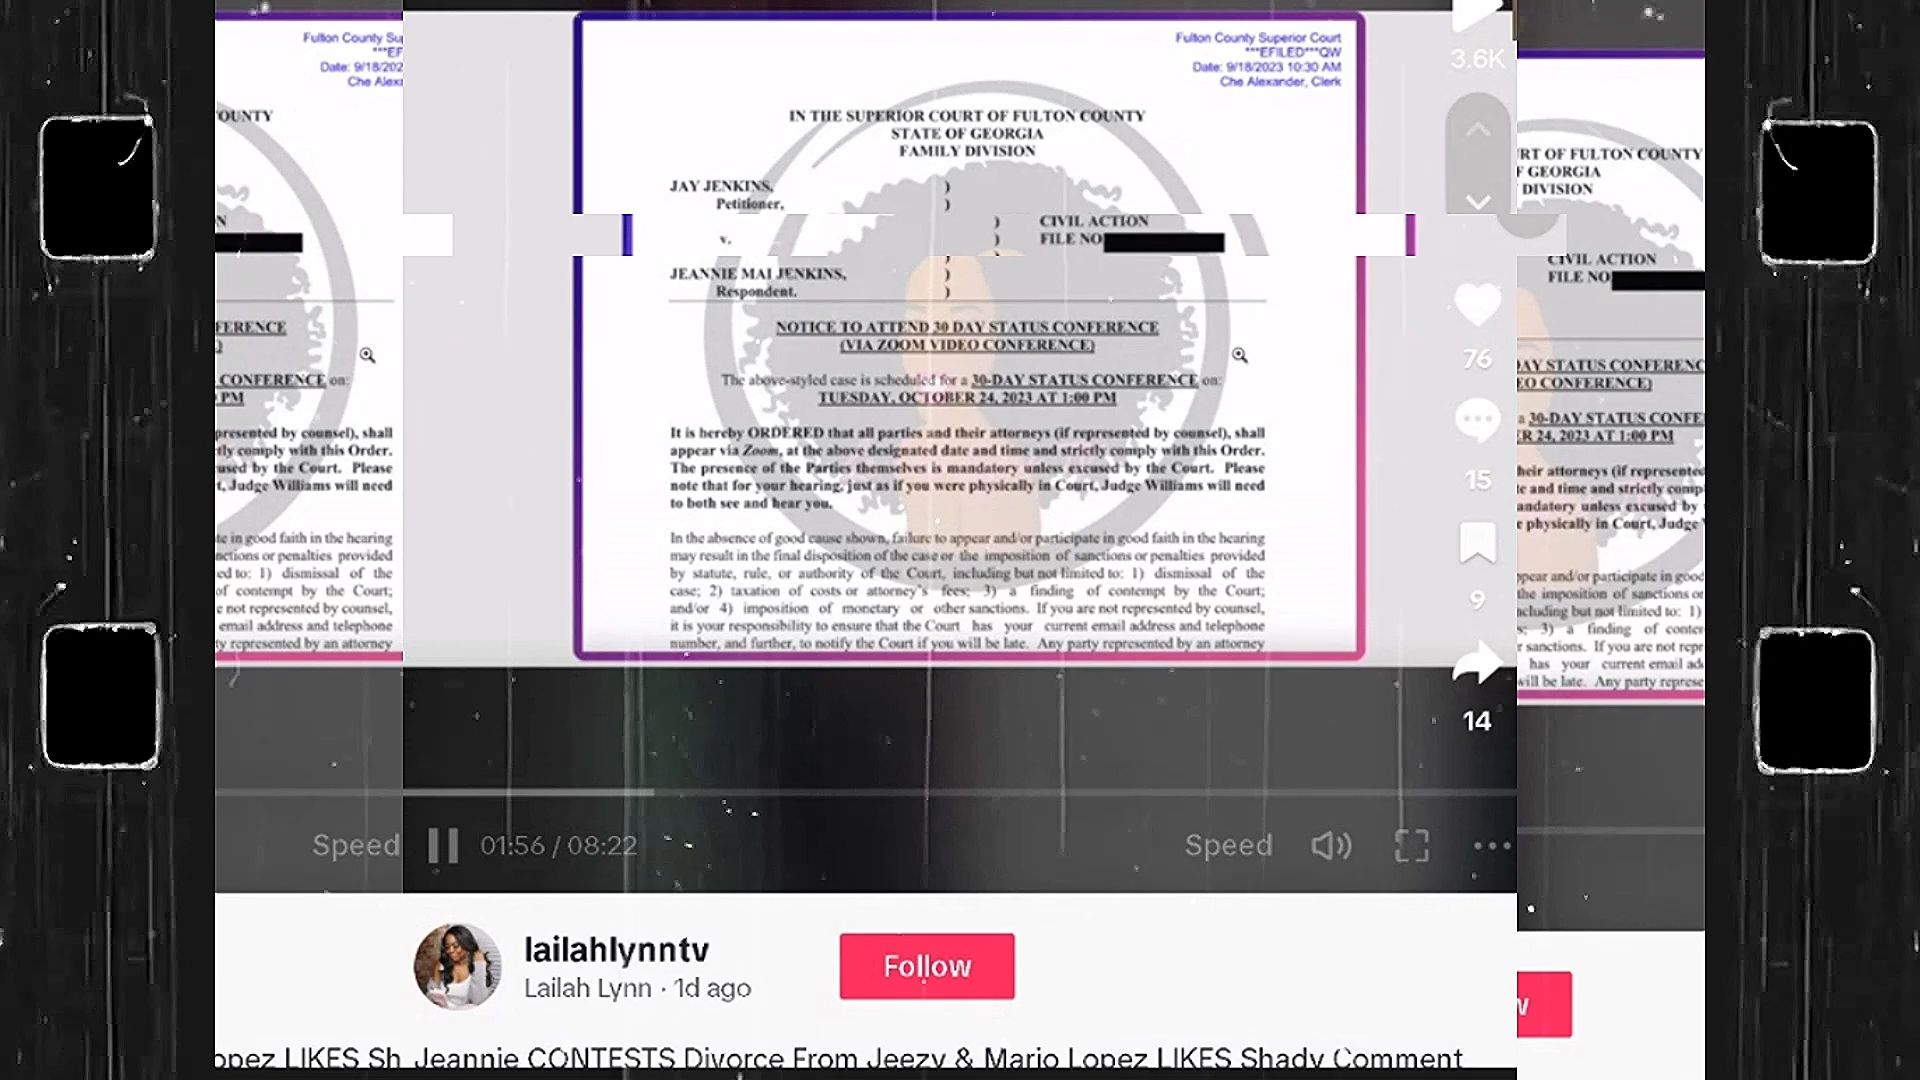 Fulton County Superior Court
***EFILED***QW
Date: 9/18/2023 10:30 AM
Che Alexander, Clerk
IN THE SUPERIOR COURT OF FULTON COUNTY
STATE OF GEORGIA
FAMILY DIVISION
JAY JENKINS, )
Petitioner, )
) CIVIL ACTION
v. ) FILE NO
)
JEANNIE MAI JENKINS, )
Respondent. )
NOTICE TO ATTEND 30 DAY STATUS CONFERENCE
(VIA ZOOM VIDEO CONFERENCE)
The above-styled case is scheduled for a 30-DAY STATUS CONFERENCE on:
TUESDAY, OCTOBER 24, 2023 AT 1:00 PM
It is hereby ORDERED that all parties and their attorneys (if represented by counsel), shall
appear via Zoom, at the above designated date and time and strictly comply with this Order.
The presence of the Parties themselves is mandatory unless excused by the Court. Please
note that for your hearing, just as if you were physically in Court, Judge Williams will need
to both see and hear you.
In the absence of good cause shown, failure to appear and/or participate in good faith in the hearing
may result in the final disposition of the case or the imposition of sanctions or penalties provided
by statute, rule, or authority of the Court, including but not limited to: 1) dismissal of the
case; 2) taxation of costs or attorney's fees; 3) a finding of contempt by the Court;
and/or 4) imposition of monetary or other sanctions. If you are not represented by counsel,
it is your responsibility to ensure that the Court has your current email address and telephone
number, and further, to notify the Court if you will be late. Any party represented by an attorney
3.6K
76
15
9
14
Speed
01:56 / 08:22
Speed
lailahlynntv
Lailah Lynn · 1d ago
Follow
opez LIKES Sh Jeannie CONTESTS Divorce From Jeezy & Mario Lopez LIKES Shady Comment